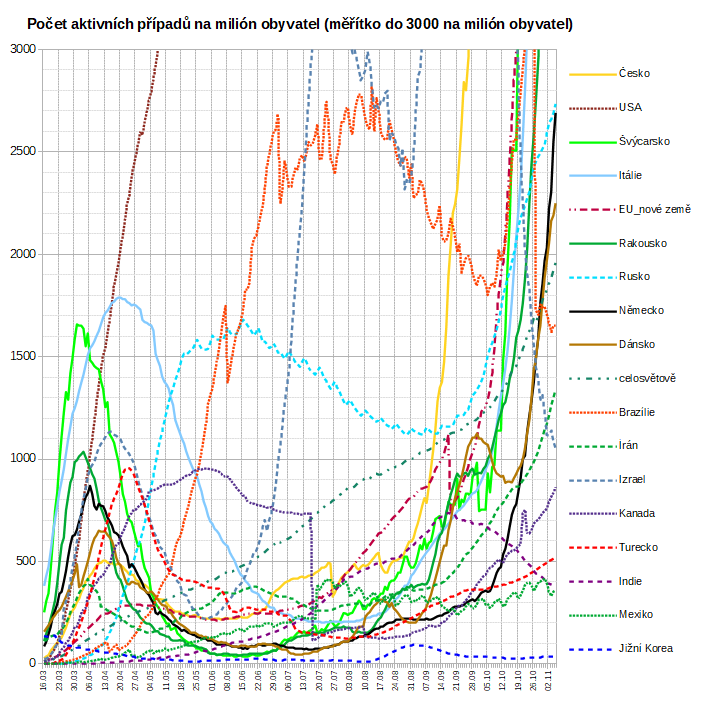 Počet aktivních případů na milión obyvatel (měřítko do 3000 na milión obyvatel)
3000
2500
2000
1500
1000
500
0
Česko
USA
Švýcarsko
Itálie
EU_nové země
Rakousko
Rusko
Německo
Dánsko
celosvětově
Brazílie
Írán
Izrael
Kanada
Turecko
Indie
Mexiko
Jižní Korea
16.03
23.03
30.03
06.04
13.04
20.04
27.04
04.05
11.05
18.05
25.05
01.06
08.06
15.06
22.06
29.06
06.07
13.07
20.07
27.07
03.08
10.08
17.08
24.08
31.08
07.09
14.09
21.09
28.09
05.10
12.10
19.10
26.10
02.11